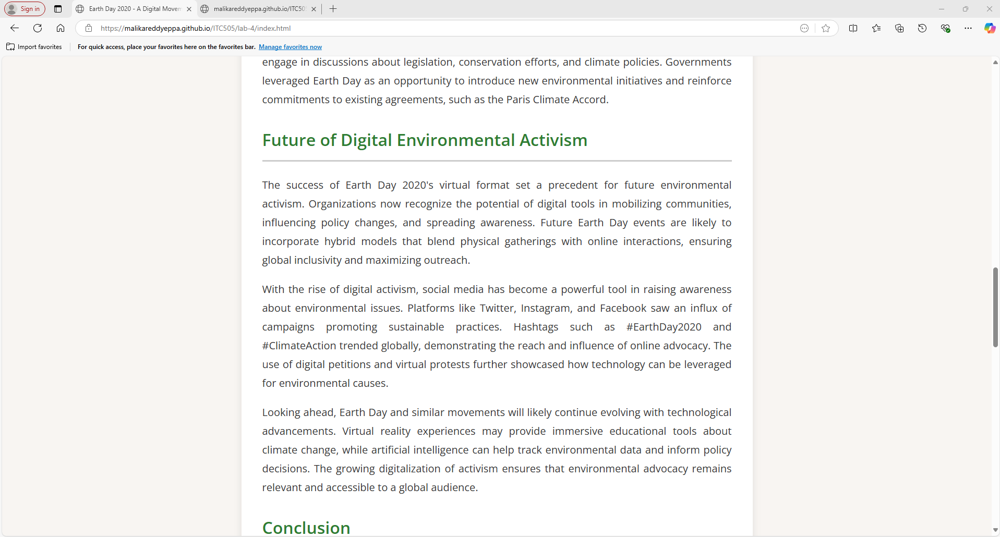 Sign in
Earth Day 2020 - A Digital Movem
malikareddyeppa.github.io/ITC50
https://malikareddyeppa.github.io/ITC505/lab-4/index.html
Import favorites
For quick access, place your favorites here on the favorites bar. Manage favorites now
engage in discussions about legislation, conservation efforts, and climate policies. Governments
leveraged Earth Day as an opportunity to introduce new environmental initiatives and reinforce
commitments to existing agreements, such as the Paris Climate Accord.
Future of Digital Environmental Activism
The success of Earth Day 2020's virtual format set a precedent for future environmental
activism. Organizations now recognize the potential of digital tools in mobilizing communities,
influencing policy changes, and spreading awareness. Future Earth Day events are likely to
incorporate hybrid models that blend physical gatherings with online interactions, ensuring
global inclusivity and maximizing outreach.
With the rise of digital activism, social media has become a powerful tool in raising awareness
about environmental issues. Platforms like Twitter, Instagram, and Facebook saw an influx of
campaigns promoting sustainable practices. Hashtags such as #EarthDay2020 and
#ClimateAction trended globally, demonstrating the reach and influence of online advocacy. The
use of digital petitions and virtual protests further showcased how technology can be leveraged
for environmental causes.
Looking ahead, Earth Day and similar movements will likely continue evolving with technological
advancements. Virtual reality experiences may provide immersive educational tools about
climate change, while artificial intelligence can help track environmental data and inform policy
decisions. The growing digitalization of activism ensures that environmental advocacy remains
relevant and accessible to a global audience.
Conclusion